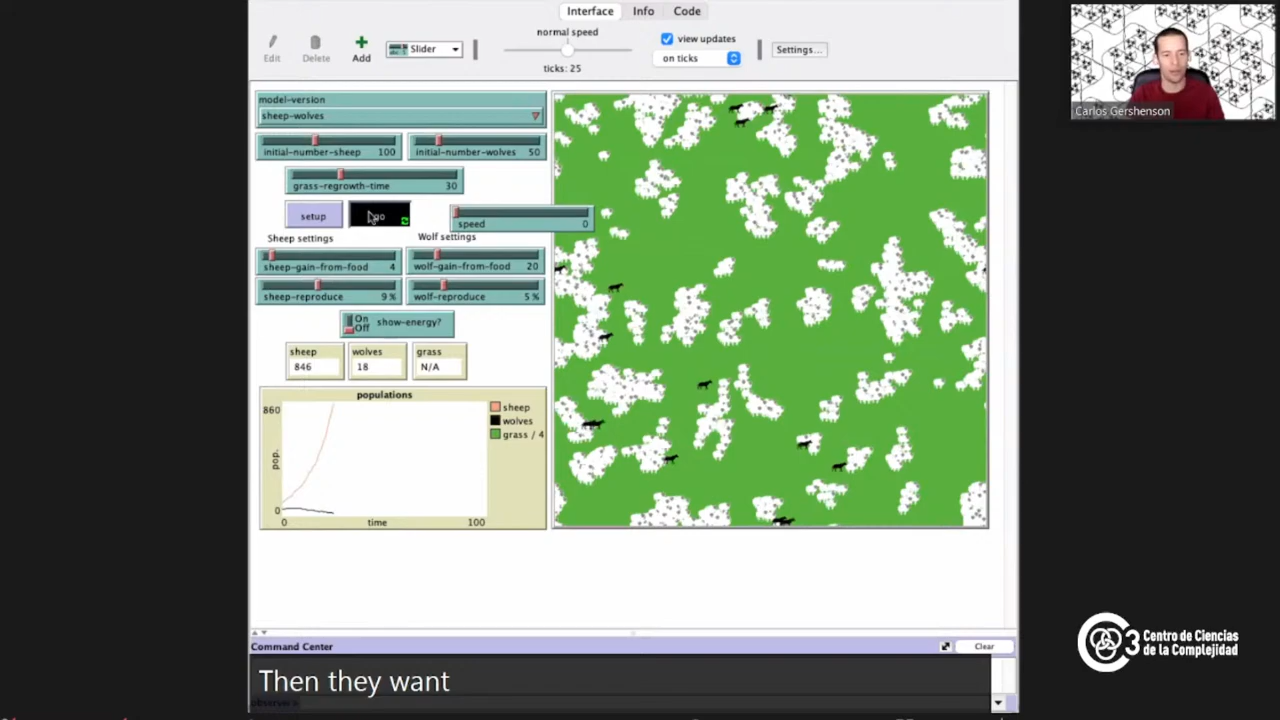 Interface Info Code
Edit
Delete
Add
Slider
normal speed
ticks: 25
view updates
on ticks
Settings...
Carlos Gershenson
model-version
sheep-wolves
initial-number-sheep 100
initial-number-wolves 50
grass-regrowth-time 30
setup
go
speed 0
Sheep settings
Wolf settings
sheep-gain-from-food 4
wolf-gain-from-food 20
sheep-reproduce 9 %
wolf-reproduce 5 %
On
Off
show-energy?
sheep
846
wolves
18
grass
N/A
populations
860
pop.
0
0
time
100
sheep
wolves
grass / 4
Command Center
Clear
Then they want
C3 Centro de Ciencias
de la Complejidad